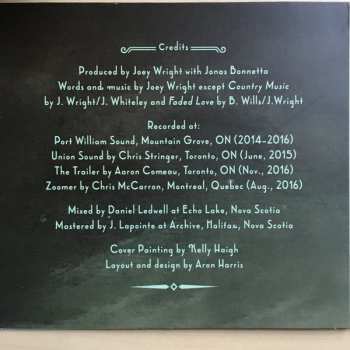 Credits
Produced by Joey Wright with Jonas Bonnetta
Words and music by Joey Wright except Country Music
by J. Wright/J. Whiteley and Faded Love by B. Wills/J.Wright
Recorded at:
Port William Sound, Mountain Grove, ON (2014-2016)
Union Sound by Chris Stringer, Toronto, ON (June, 2015)
The Trailer by Aaron Comeau, Toronto, ON (Nov., 2016)
Zoomer by Chris McCarron, Montreal, Quebec (Aug., 2016)
Mixed by Daniel Ledwell at Echo Lake, Nova Scotia
Mastered by J. Lapointe at Archive, Halifax, Nova Scotia
Cover Painting by Kelly Haigh
Layout and design by Aron Harris